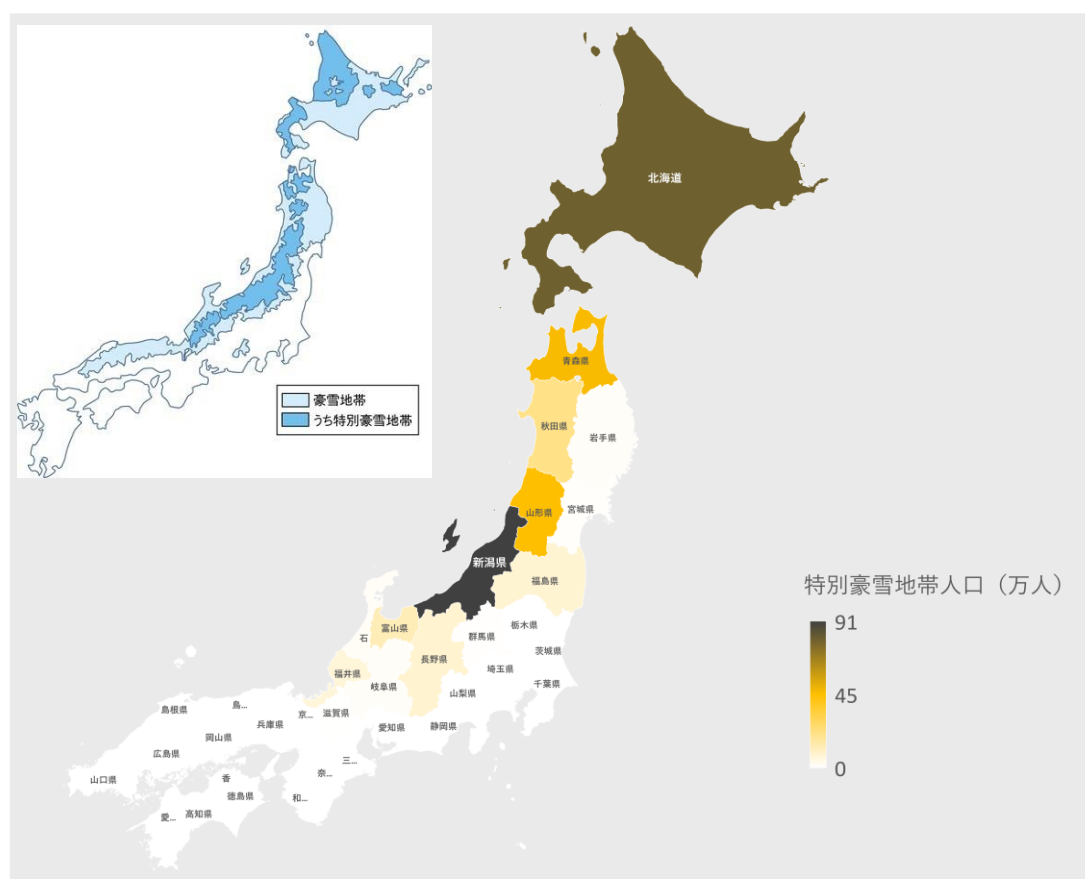 豪雪地帯
うち特別豪雪地帯
北海道
青森県
秋田県
岩手県
山形県
宮城県
新潟県
福島県
特別豪雪地帯人口（万人）
91
45
0
富山県
石
栃木県
群馬県
茨城県
長野県
埼玉県
福井県
千葉県
岐阜県
山梨県
島根県
鳥...
京...
滋賀県
兵庫県
愛知県
静岡県
岡山県
広島県
三...
奈...
山口県
香
徳島県
和...
高知県
愛...